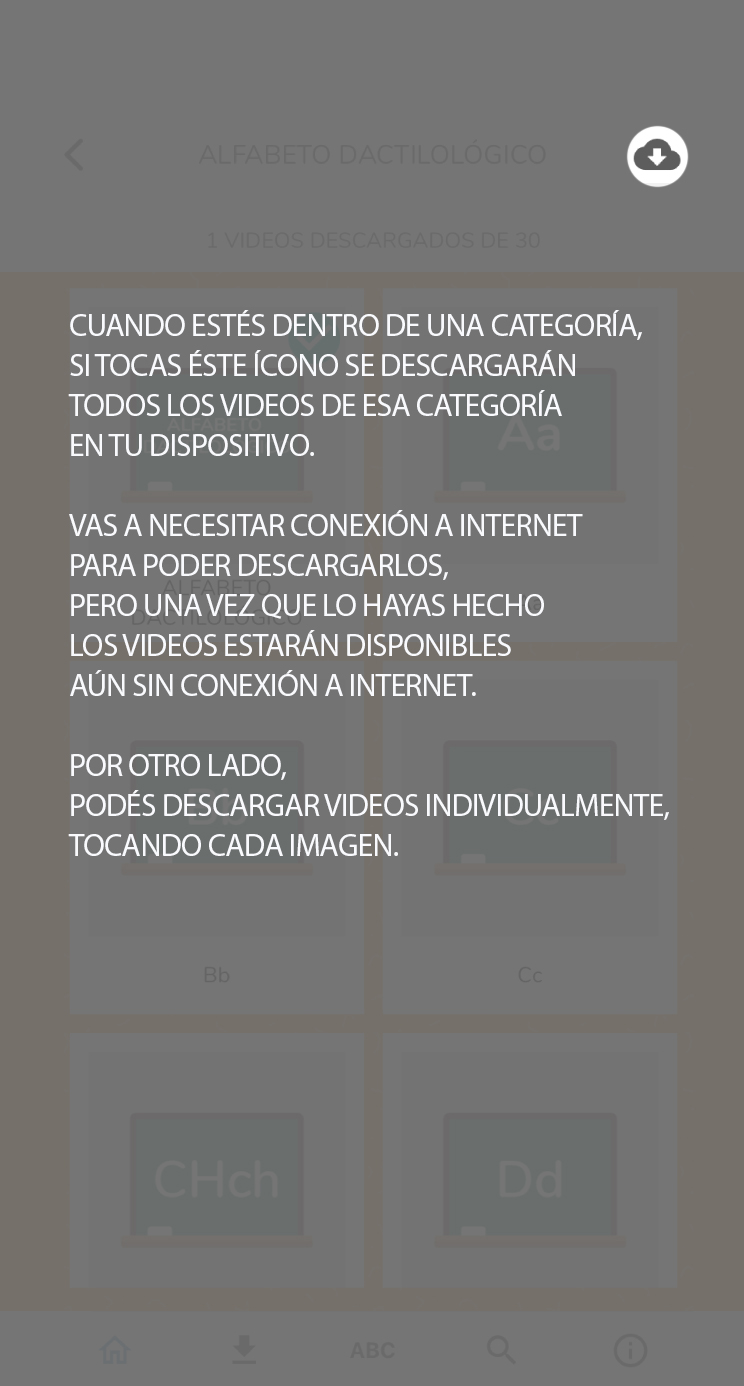 ALFABETO DACTILOLÓGICO
1 VIDEOS DESCARGADOS DE 30
CUANDO ESTÉS DENTRO DE UNA CATEGORÍA,
SI TOCAS ÉSTE ÍCONO SE DESCARGARÁN
TODOS LOS VIDEOS DE ESA CATEGORÍA
EN TU DISPOSITIVO.
ALFABETO
Aa
VAS A NECESITAR CONEXIÓN A INTERNET
PARA PODER DESCARGARLOS,
PERO UNA VEZ QUE LO HAYAS HECHO
LOS VIDEOS ESTARÁN DISPONIBLES
AÚN SIN CONEXIÓN A INTERNET.
ALFABETO
DACTILOLÓGICO
POR OTRO LADO,
PODÉS DESCARGAR VIDEOS INDIVIDUALMENTE,
TOCANDO CADA IMAGEN.
Bb
Cc
Bb
Cc
CHch
Dd
ABC